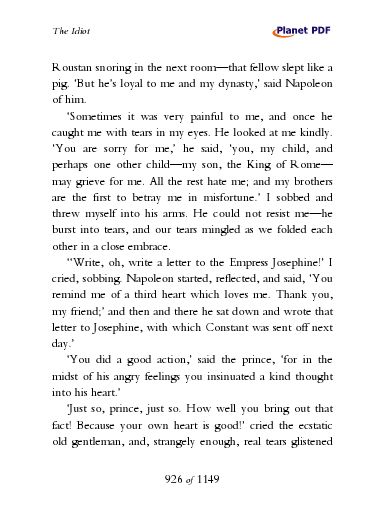 The Idiot
Planet PDF
Roustan snoring in the next room—that fellow slept like a
pig. 'But he's loyal to me and my dynasty,' said Napoleon
of him.
'Sometimes it was very painful to me, and once he
caught me with tears in my eyes. He looked at me kindly.
'You are sorry for me,' he said, 'you, my child, and
perhaps one other child—my son, the King of Rome—
may grieve for me. All the rest hate me; and my brothers
are the first to betray me in misfortune.' I sobbed and
threw myself into his arms. He could not resist me—he
burst into tears, and our tears mingled as we folded each
other in a close embrace.
''Write, oh, write a letter to the Empress Josephine!' I
cried, sobbing. Napoleon started, reflected, and said, 'You
remind me of a third heart which loves me. Thank you,
my friend;' and then and there he sat down and wrote that
letter to Josephine, with which Constant was sent off next
day.'
'You did a good action,' said the prince, 'for in the
midst of his angry feelings you insinuated a kind thought
into his heart.'
'Just so, prince, just so. How well you bring out that
fact! Because your own heart is good!' cried the ecstatic
old gentleman, and, strangely enough, real tears glistened
926 of 1149